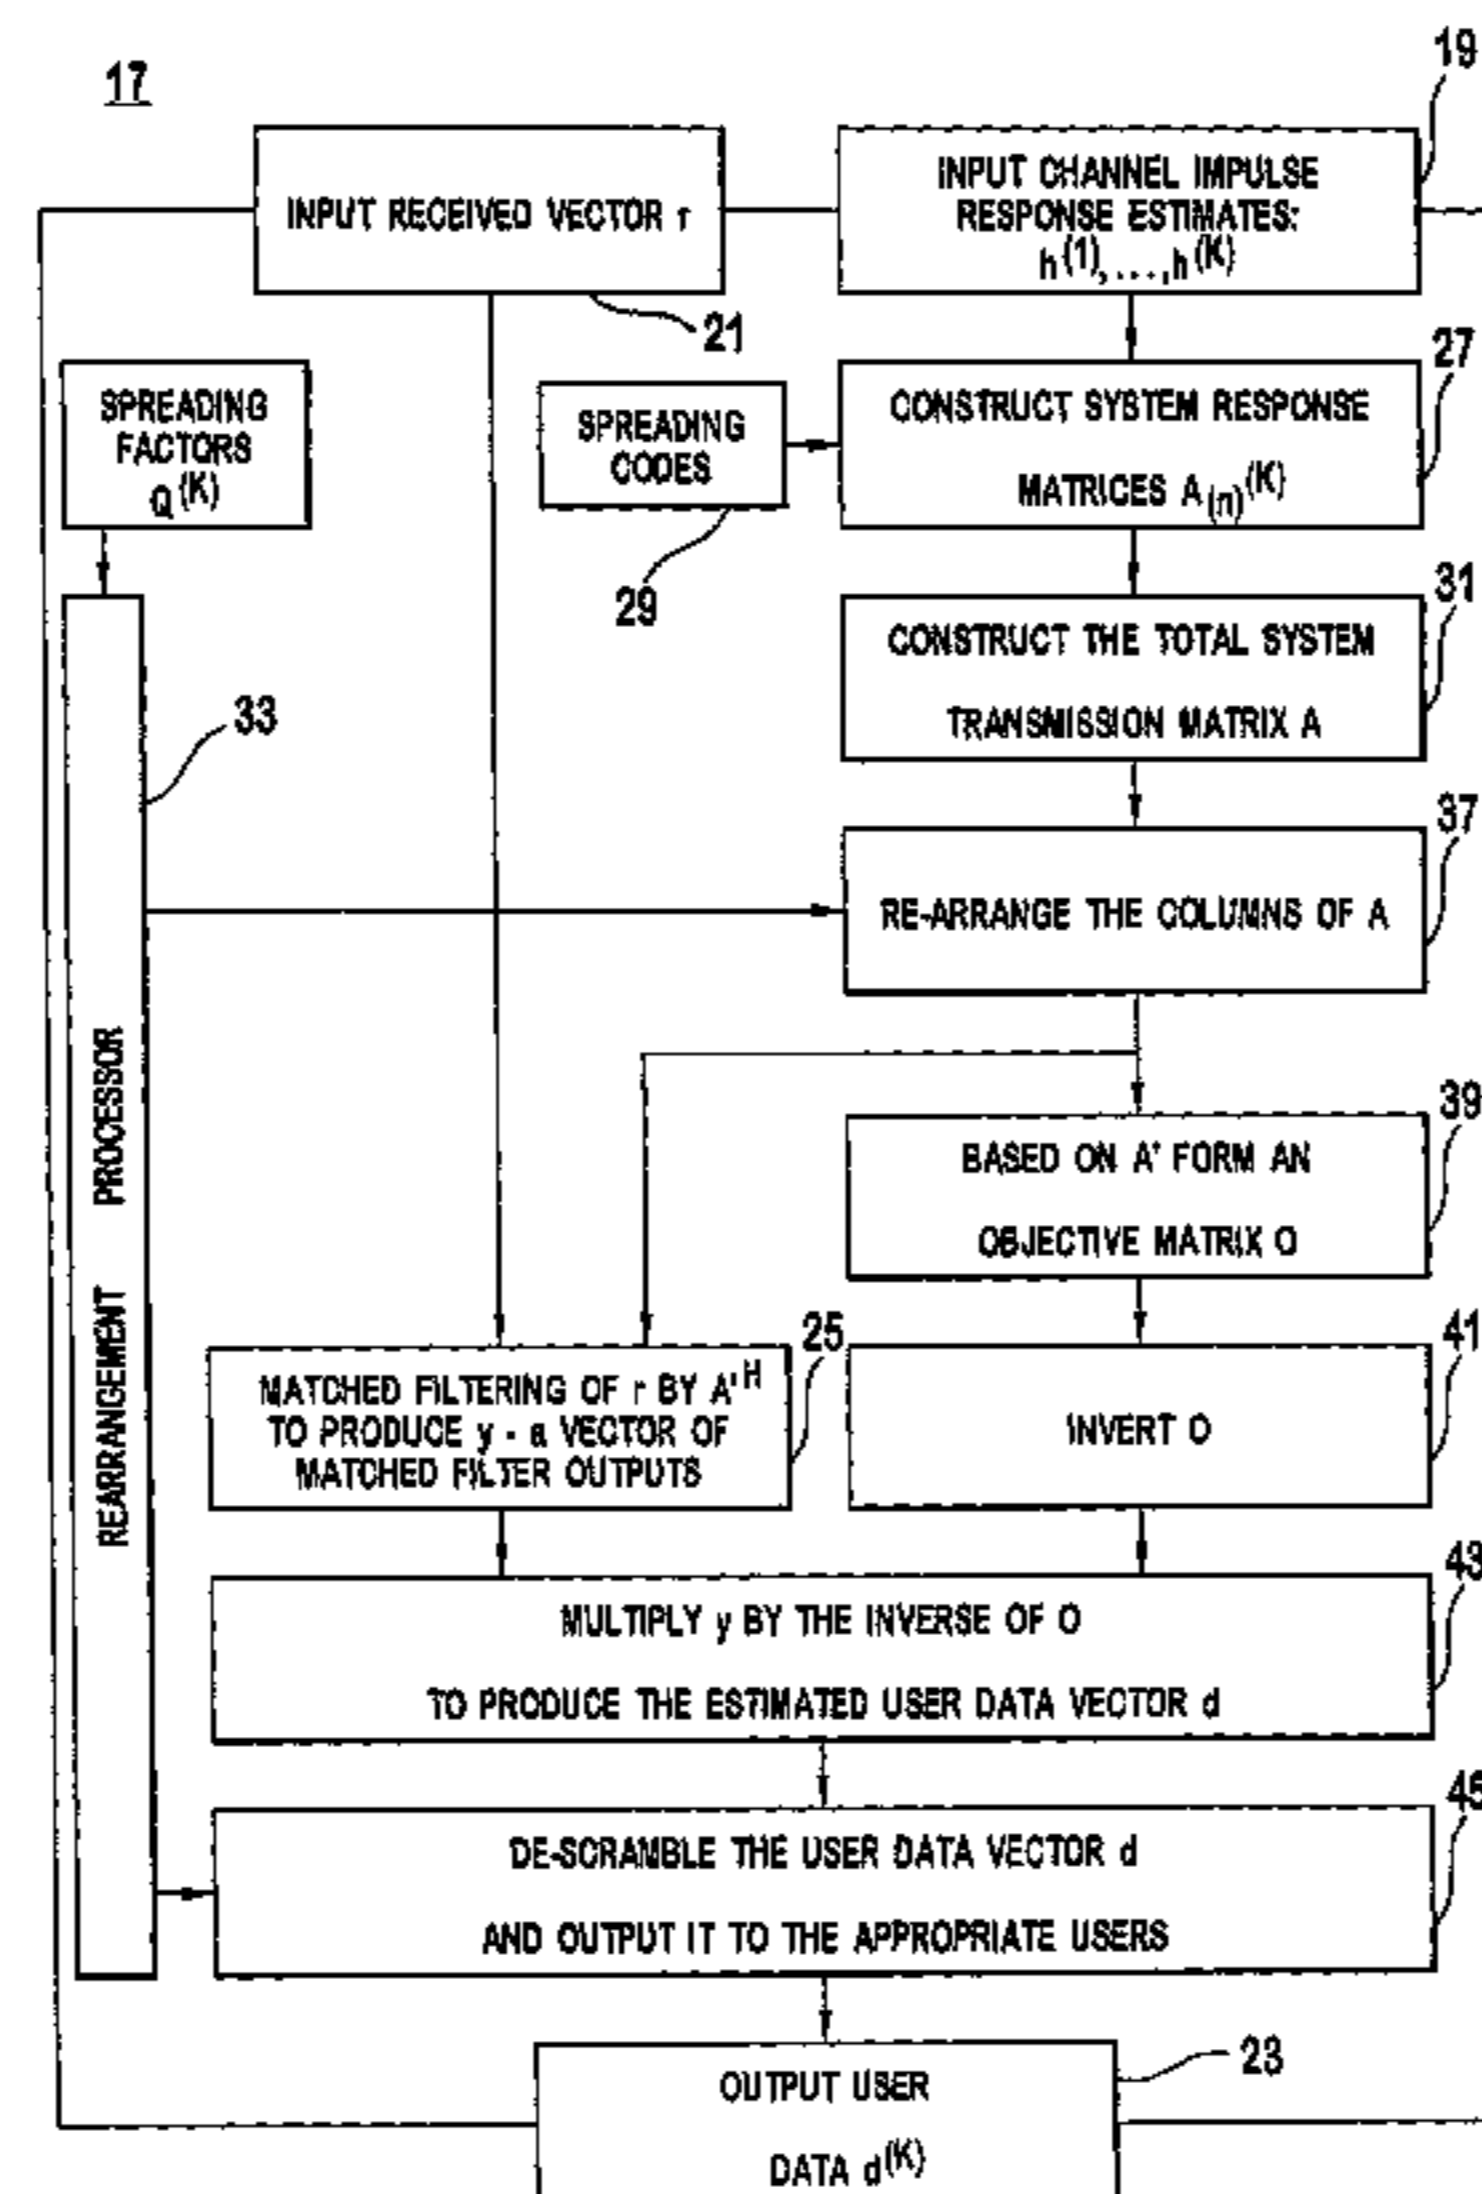 17
19
INPUT RECEIVED VECTOR r
INPUT CHANNEL IMPULSE
RESPONSE ESTIMATES:
h(1),...,h(K)
21
27
SPREADING
FACTORS
Q(K)
SPREADING
CODES
29
CONSTRUCT SYSTEM RESPONSE
MATRICES A(n)(K)
31
CONSTRUCT THE TOTAL SYSTEM
TRANSMISSION MATRIX A
33
37
RE-ARRANGE THE COLUMNS OF A
REARRANGEMENT PROCESSOR
39
BASED ON A' FORM AN
OBJECTIVE MATRIX O
25
MATCHED FILTERING OF r BY A'H
TO PRODUCE y - a VECTOR OF
MATCHED FILTER OUTPUTS
41
INVERT O
43
MULTIPLY y BY THE INVERSE OF O
TO PRODUCE THE ESTIMATED USER DATA VECTOR d
45
DE-SCRAMBLE THE USER DATA VECTOR d
AND OUTPUT IT TO THE APPROPRIATE USERS
23
OUTPUT USER
DATA d(K)